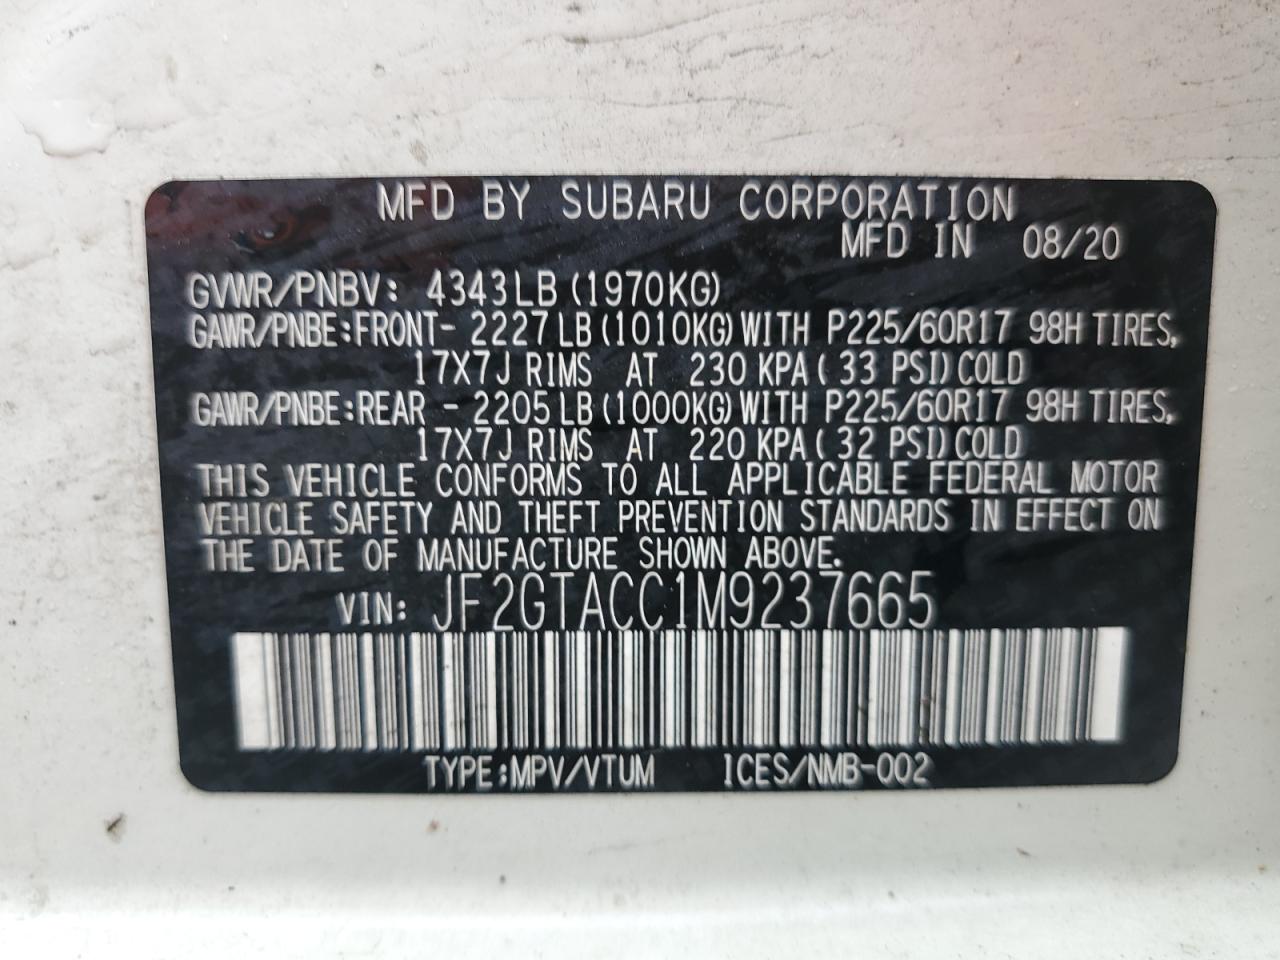 MFD BY SUBARU CORPORATION
MFD IN 08/20
GVWR/PNBV: 4343LB (1970KG)
GAWR/PNBE:FRONT- 2227LB (1010KG) WITH P225/60R17 98H TIRES,
17X7J RIMS AT 230 KPA ( 33 PSI) COLD
GAWR/PNBE:REAR - 2205LB (1000KG) WITH P225/60R17 98H TIRES,
17X7J RIMS AT 220 KPA ( 32 PSI) COLD
THIS VEHICLE CONFORMS TO ALL APPLICABLE FEDERAL MOTOR
VEHICLE SAFETY AND THEFT PREVENTION STANDARDS IN EFFECT ON
THE DATE OF MANUFACTURE SHOWN ABOVE.
VIN: JF2GTACC1M9237665
TYPE:MPV/VTUM ICES/NMB-002